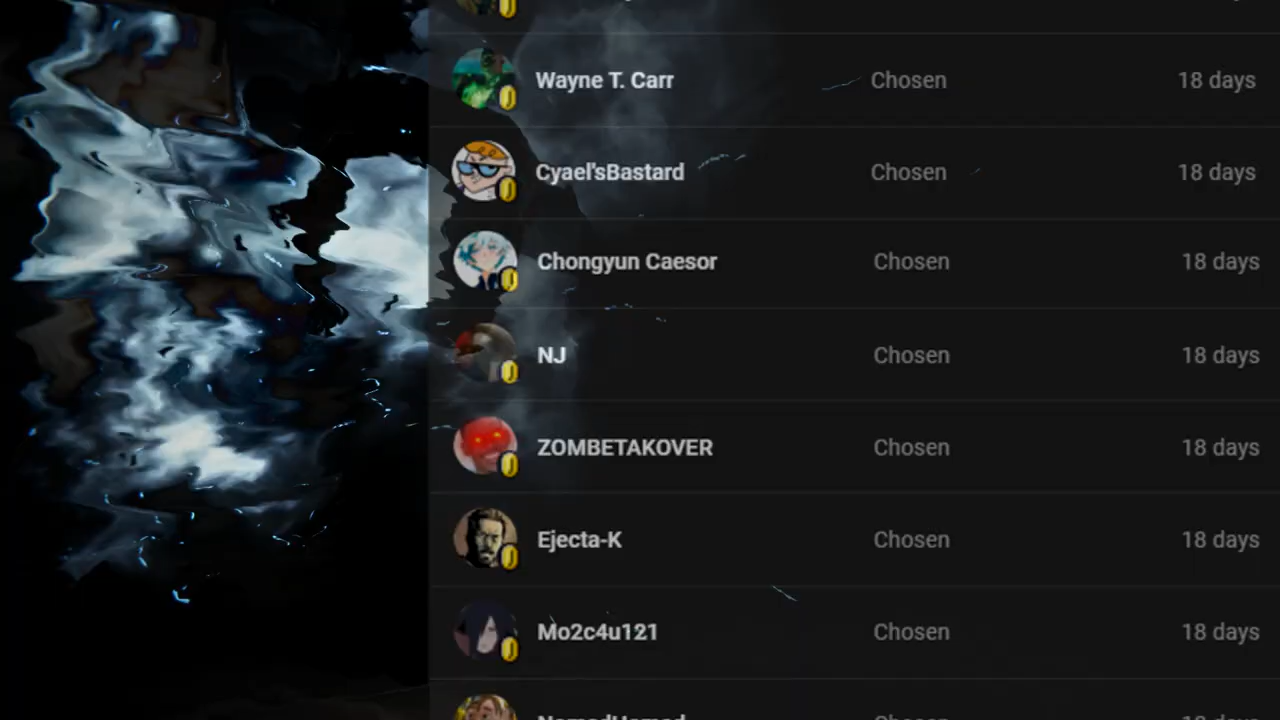 Wayne T. Carr Chosen 18 days
Cyael'sBastard Chosen 18 days
Chongyun Caesor Chosen 18 days
NJ Chosen 18 days
ZOMBETAKOVER Chosen 18 days
Ejecta-K Chosen 18 days
Mo2c4u121 Chosen 18 days